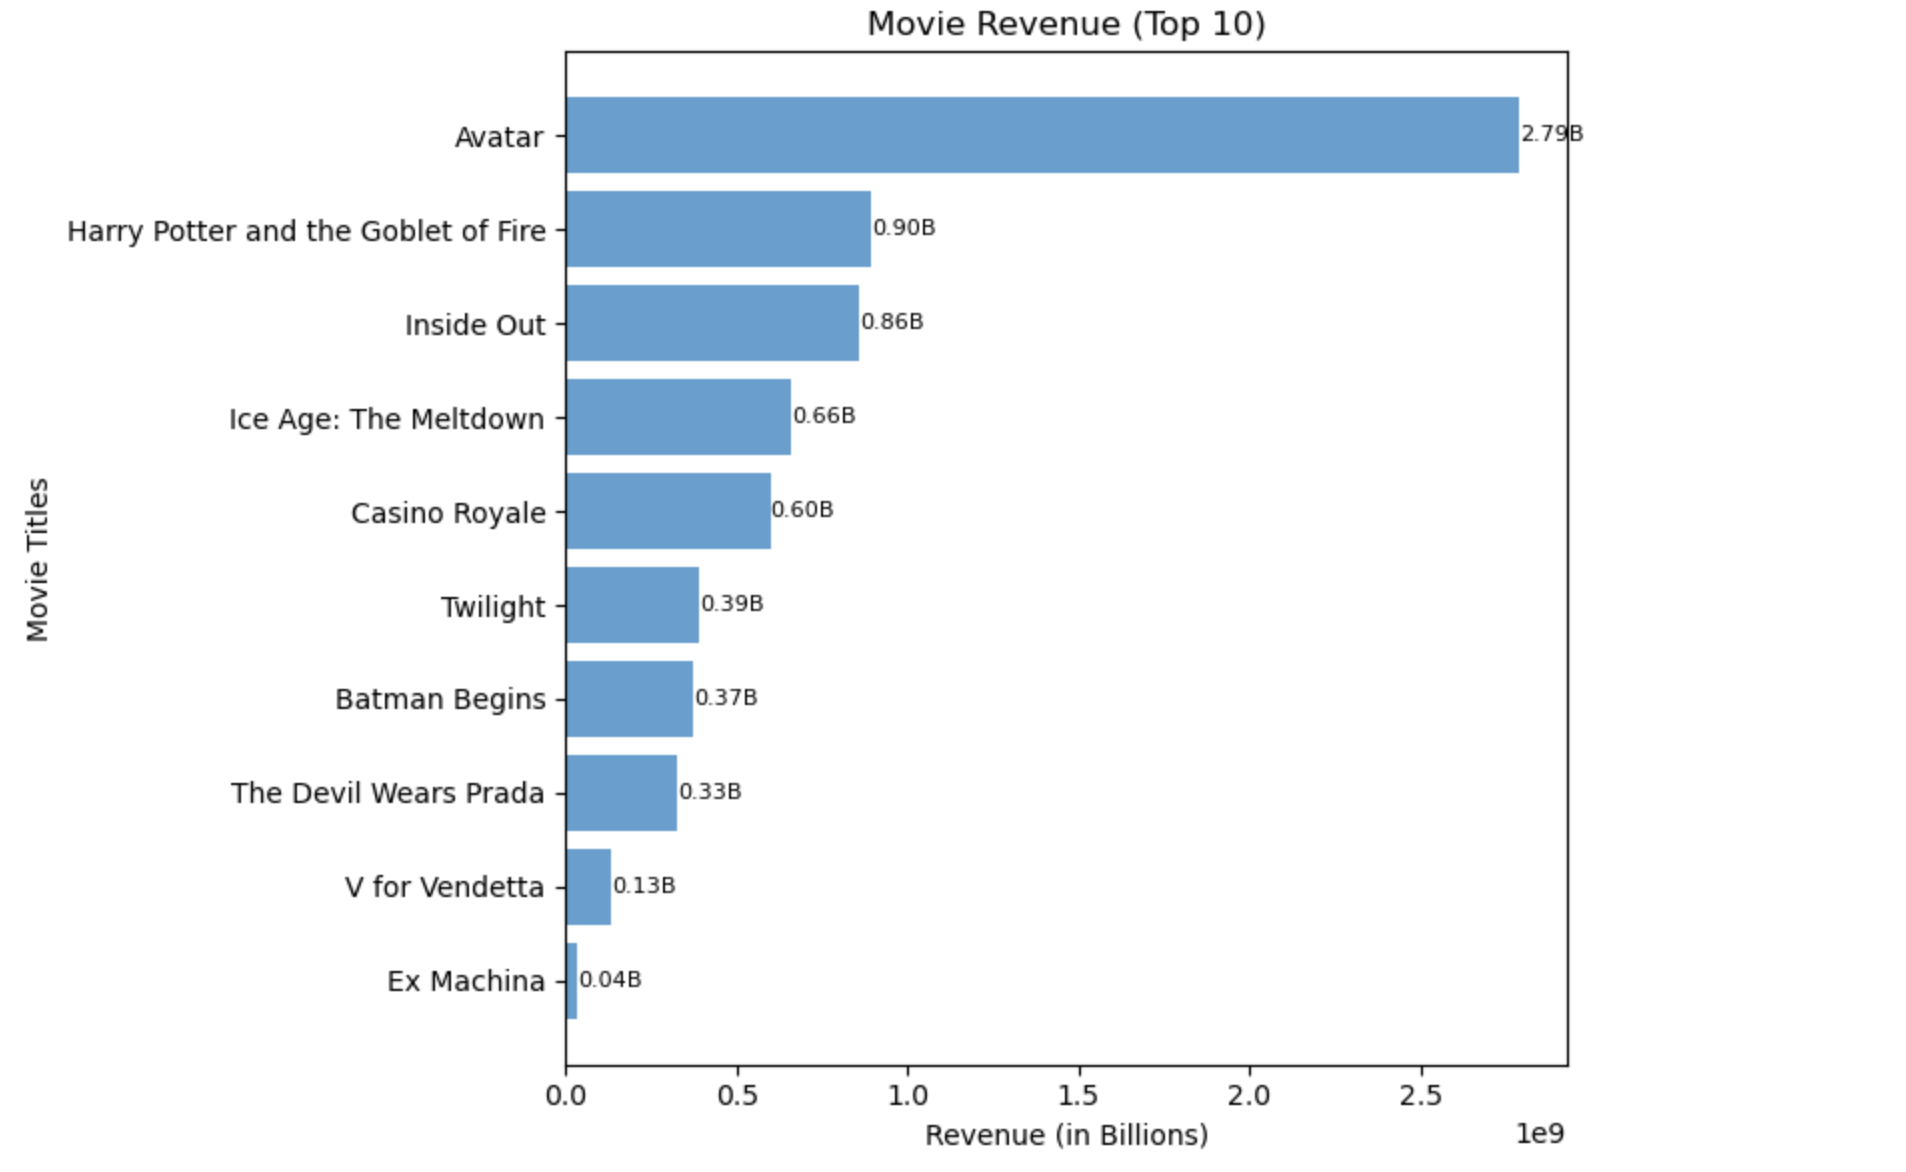 Movie Revenue (Top 10)
Movie Titles
Avatar 2.79B
Harry Potter and the Goblet of Fire 0.90B
Inside Out 0.86B
Ice Age: The Meltdown 0.66B
Casino Royale 0.60B
Twilight 0.39B
Batman Begins 0.37B
The Devil Wears Prada 0.33B
V for Vendetta 0.13B
Ex Machina 0.04B
0.0 0.5 1.0 1.5 2.0 2.5
Revenue (in Billions) 1e9